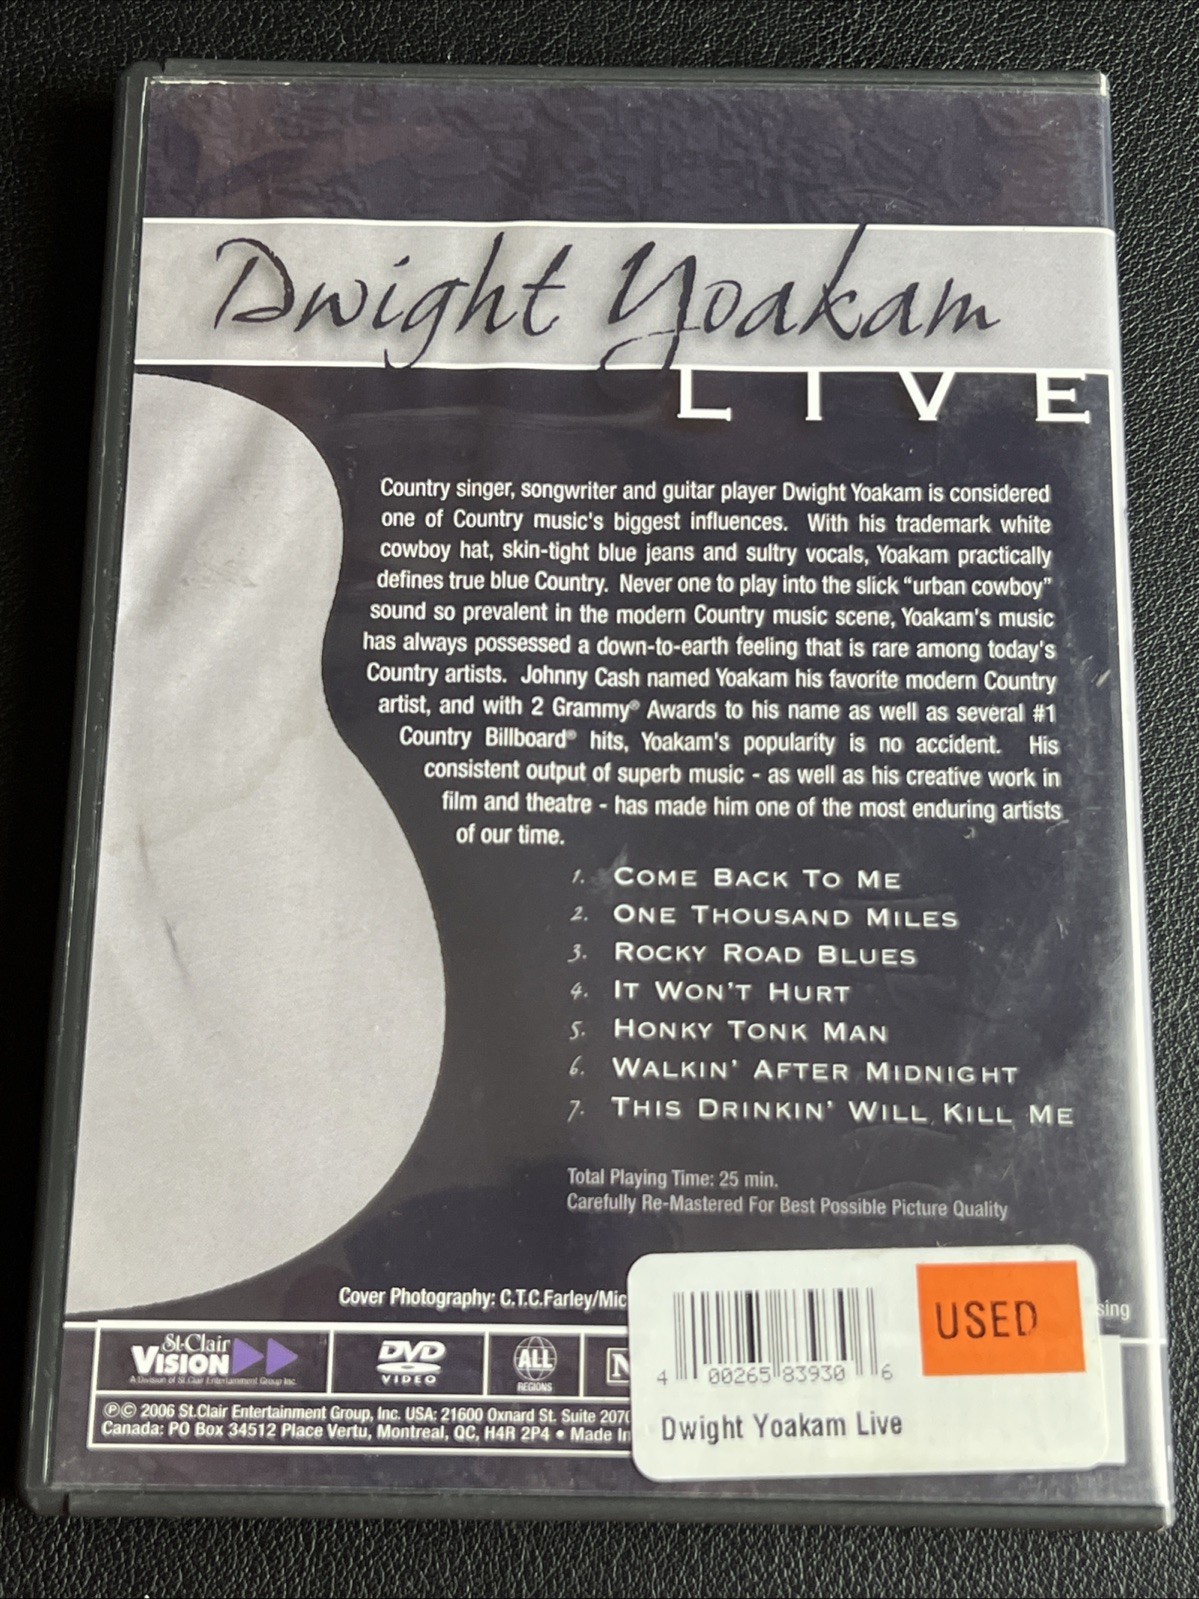 Dwight Yoakam
LIVE
Country singer, songwriter and guitar player Dwight Yoakam is considered
one of Country music's biggest influences. With his trademark white
cowboy hat, skin-tight blue jeans and sultry vocals, Yoakam practically
defines true blue Country. Never one to play into the slick “urban cowboy”
sound so prevalent in the modern Country music scene, Yoakam's music
has always possessed a down-to-earth feeling that is rare among today's
Country artists. Johnny Cash named Yoakam his favorite modern Country
artist, and with 2 Grammy® Awards to his name as well as several #1
Country Billboard® hits, Yoakam's popularity is no accident. His
consistent output of superb music - as well as his creative work in
film and theatre - has made him one of the most enduring artists
of our time.
1. COME BACK TO ME
2. ONE THOUSAND MILES
3. ROCKY ROAD BLUES
4. IT WON'T HURT
5. HONKY TONK MAN
6. WALKIN' AFTER MIDNIGHT
7. THIS DRINKIN' WILL KILL ME
Total Playing Time: 25 min.
Carefully Re-Mastered For Best Possible Picture Quality
Cover Photography: C.T.C.Farley/Mic
sing
St-Clair
VISION
A Division of St. Clair Entertainment Group Inc.
DVD
VIDEO
ALL
REGIONS
N
℗© 2006 St.Clair Entertainment Group, Inc. USA: 21600 Oxnard St. Suite 2070
Canada: PO Box 34512 Place Vertu, Montreal, QC, H4R 2P4 • Made In
USED
4 00265 83930 6
Dwight Yoakam Live